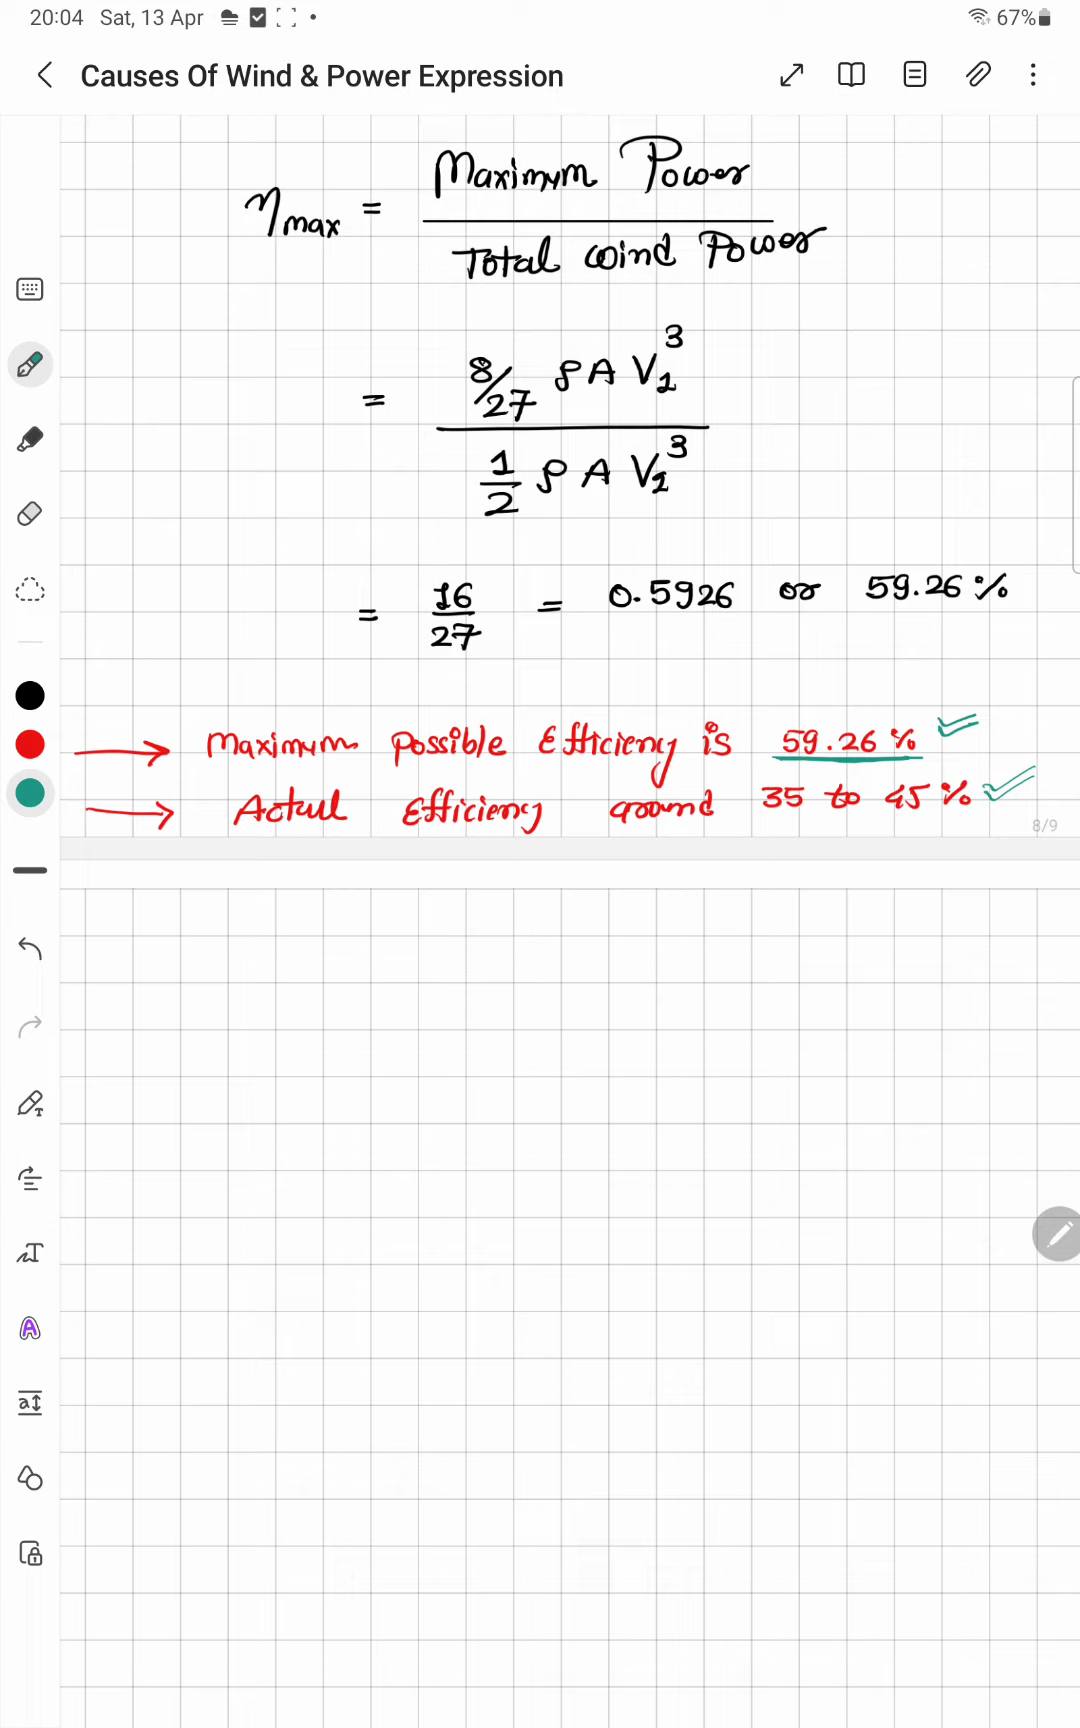 20:04 Sat, 13 Apr
67%
Causes Of Wind & Power Expression
η max = Maximum Power / Total wind Power
= 8/27 ρ A V₁³ / 1/2 ρ A V₁³
= 16/27 = 0.5926 or 59.26 %
→ Maximum possible Efficiency is 59.26 %
→ Actual Efficiency around 35 to 45 %
8/9